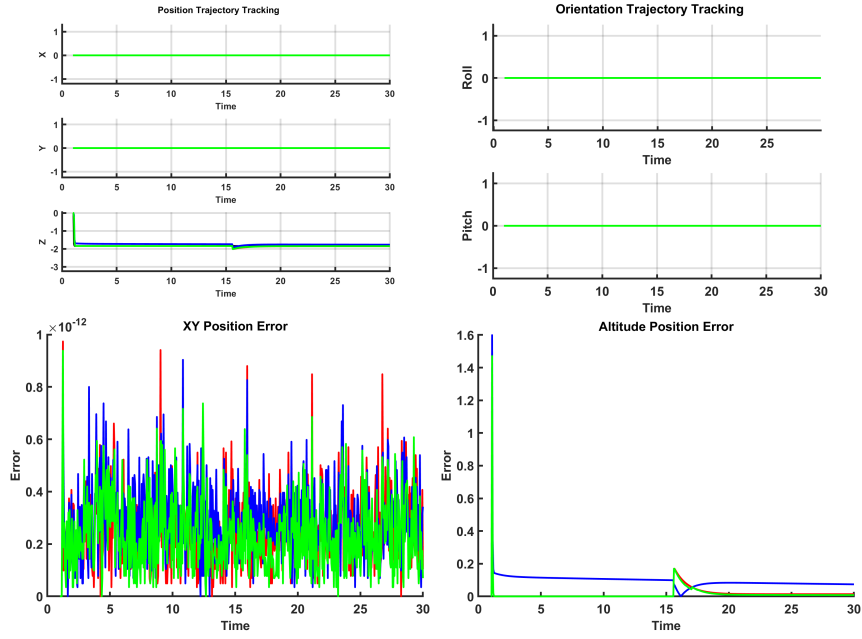 Position Trajectory Tracking
1
0
-1
X
0 5 10 15 20 25 30
Time
1
0
-1
Y
0 5 10 15 20 25 30
Time
0
-1
-2
-3
Z
0 5 10 15 20 25 30
Time
Orientation Trajectory Tracking
1
0
-1
Roll
0 5 10 15 20 25
Time
1
0
-1
Pitch
0 5 10 15 20 25 30
Time
×10⁻¹²
XY Position Error
1
0.8
0.6
0.4
0.2
0
Error
0 5 10 15 20 25 30
Time
Altitude Position Error
1.6
1.4
1.2
1
0.8
0.6
0.4
0.2
0
Error
0 5 10 15 20 25 30
Time